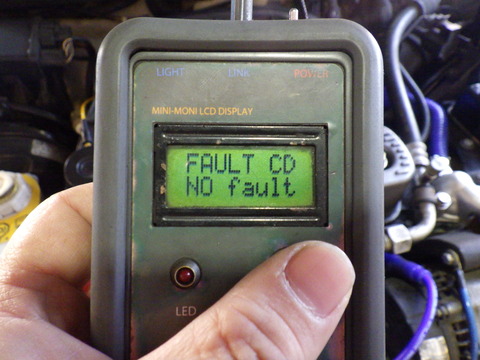 LIGHT LINK POWER
MINI-MONI LCD DISPLAY
FAULT CD
NO fault
LED